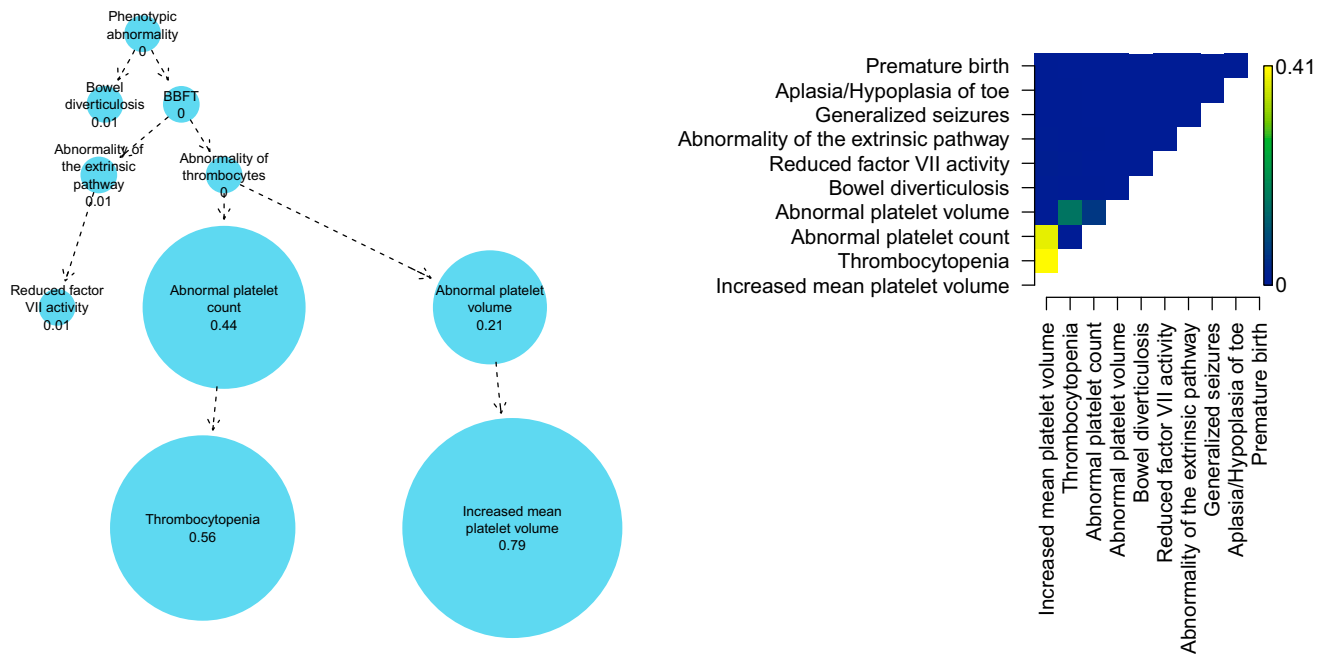 Phenotypic
abnormality
0
Bowel
diverticulosis
0.01
BBFT
0
Abnormality of
the extrinsic
pathway
0.01
Abnormality of
thrombocytes
0
Reduced factor
VII activity
0.01
Abnormal platelet
count
0.44
Abnormal platelet
volume
0.21
Thrombocytopenia
0.56
Increased mean
platelet volume
0.79
Premature birth
Aplasia/Hypoplasia of toe
Generalized seizures
Abnormality of the extrinsic pathway
Reduced factor VII activity
Bowel diverticulosis
Abnormal platelet volume
Abnormal platelet count
Thrombocytopenia
Increased mean platelet volume
0.41
0
Increased mean platelet volume
Thrombocytopenia
Abnormal platelet count
Abnormal platelet volume
Bowel diverticulosis
Reduced factor VII activity
Abnormality of the extrinsic pathway
Generalized seizures
Aplasia/Hypoplasia of toe
Premature birth